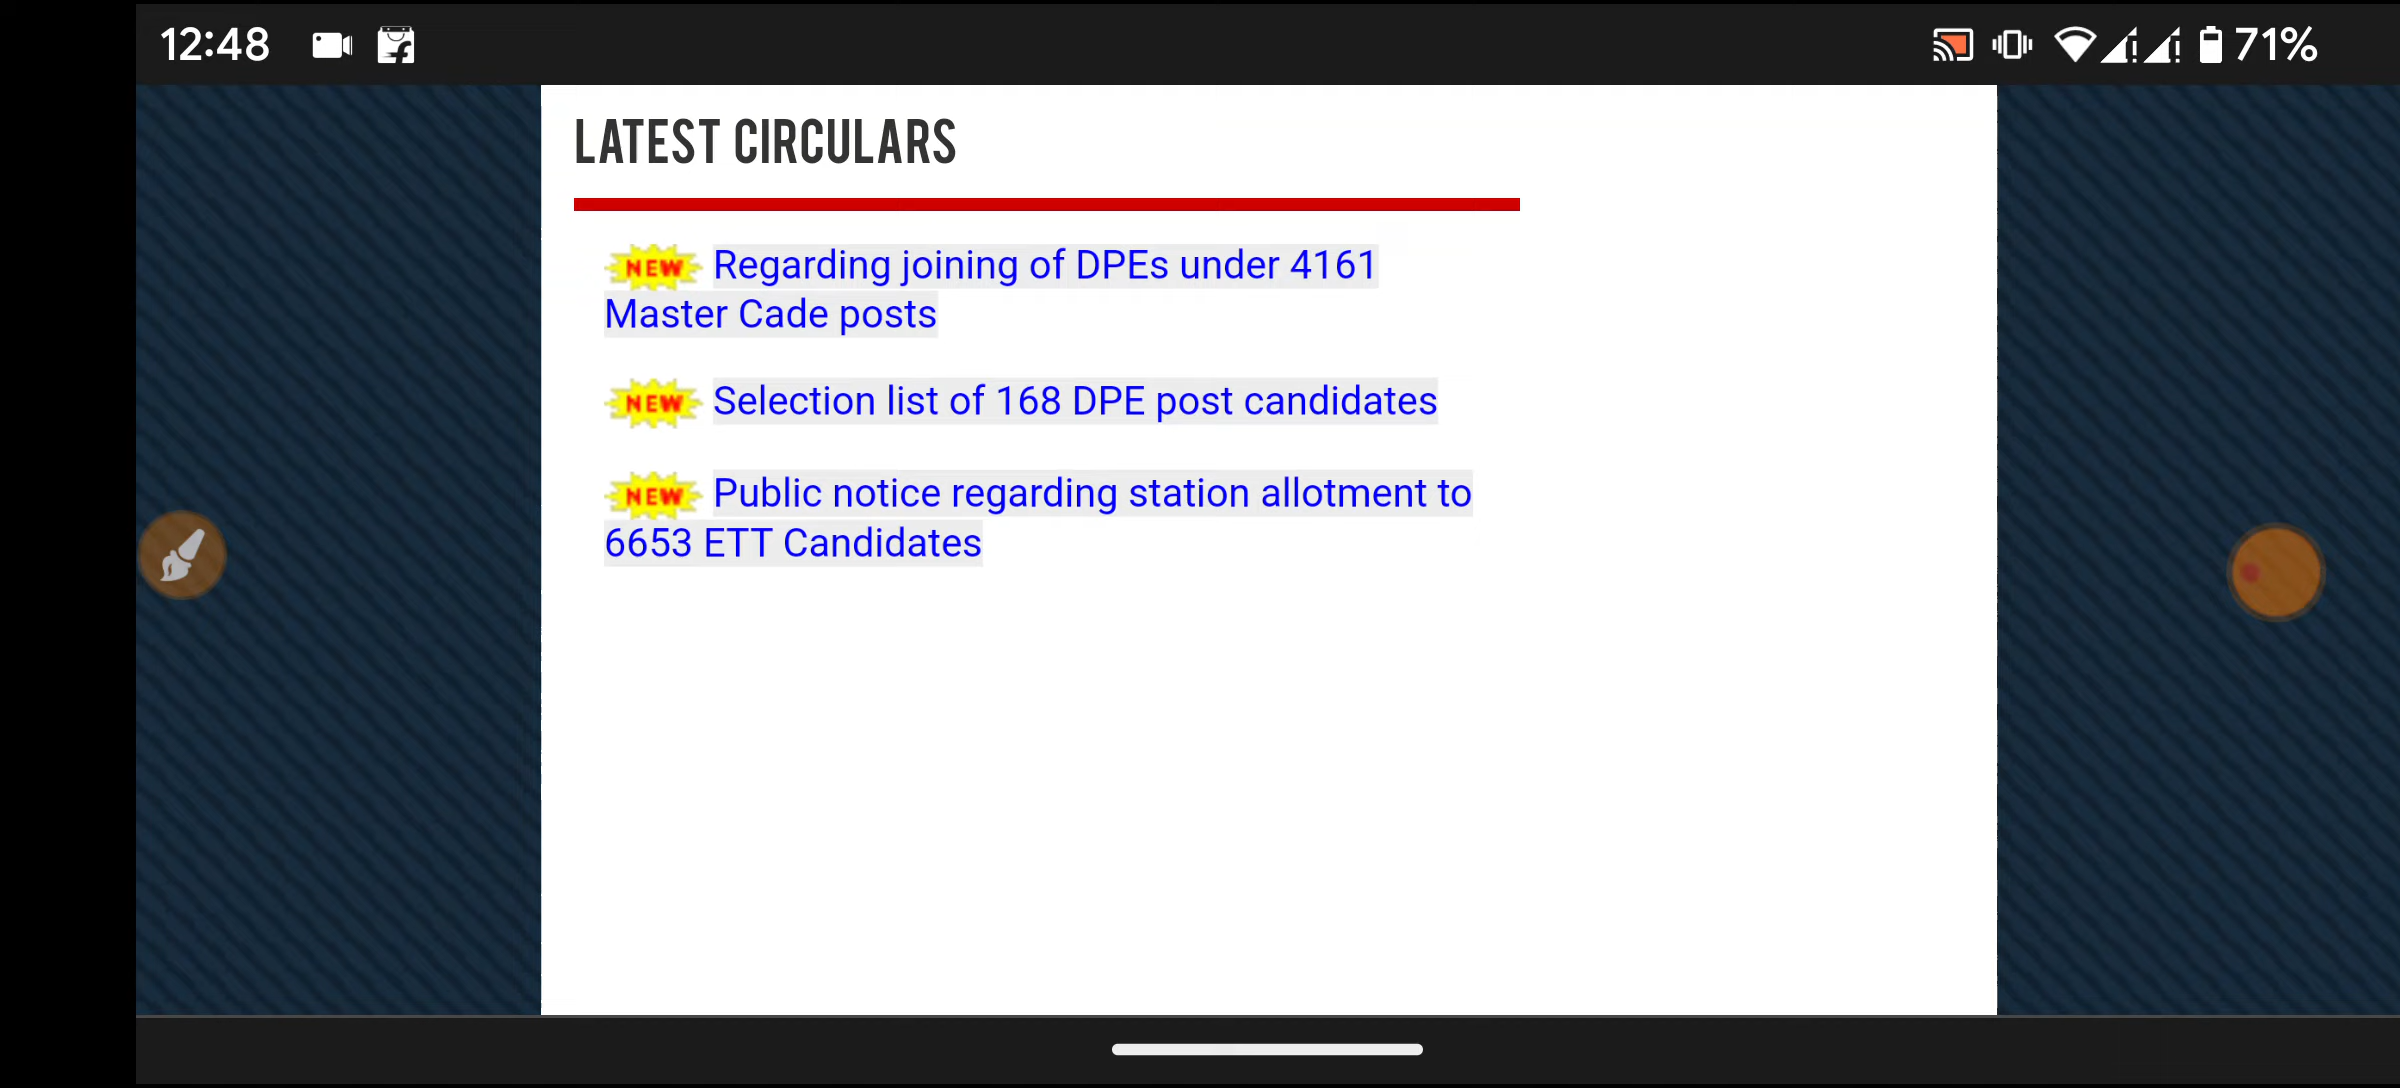 12:48
71%
LATEST CIRCULARS
NEW Regarding joining of DPEs under 4161
Master Cade posts
NEW Selection list of 168 DPE post candidates
NEW Public notice regarding station allotment to
6653 ETT Candidates